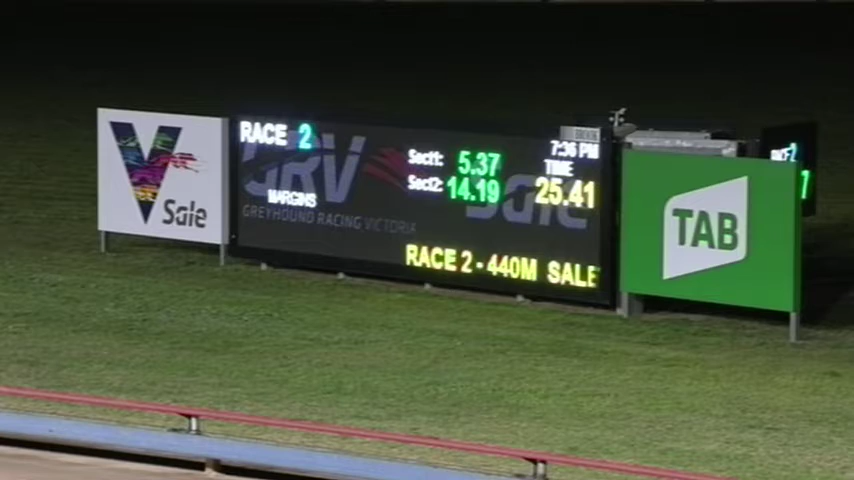 V
Sale
RACE 2
GRV
MARGINS
GREYHOUND RACING VICTORIA
Sect1: 5.37
Sect2: 14.19
Sale
7:36 PM
TIME
25.41
RACE 2 - 440M SALE
TAB